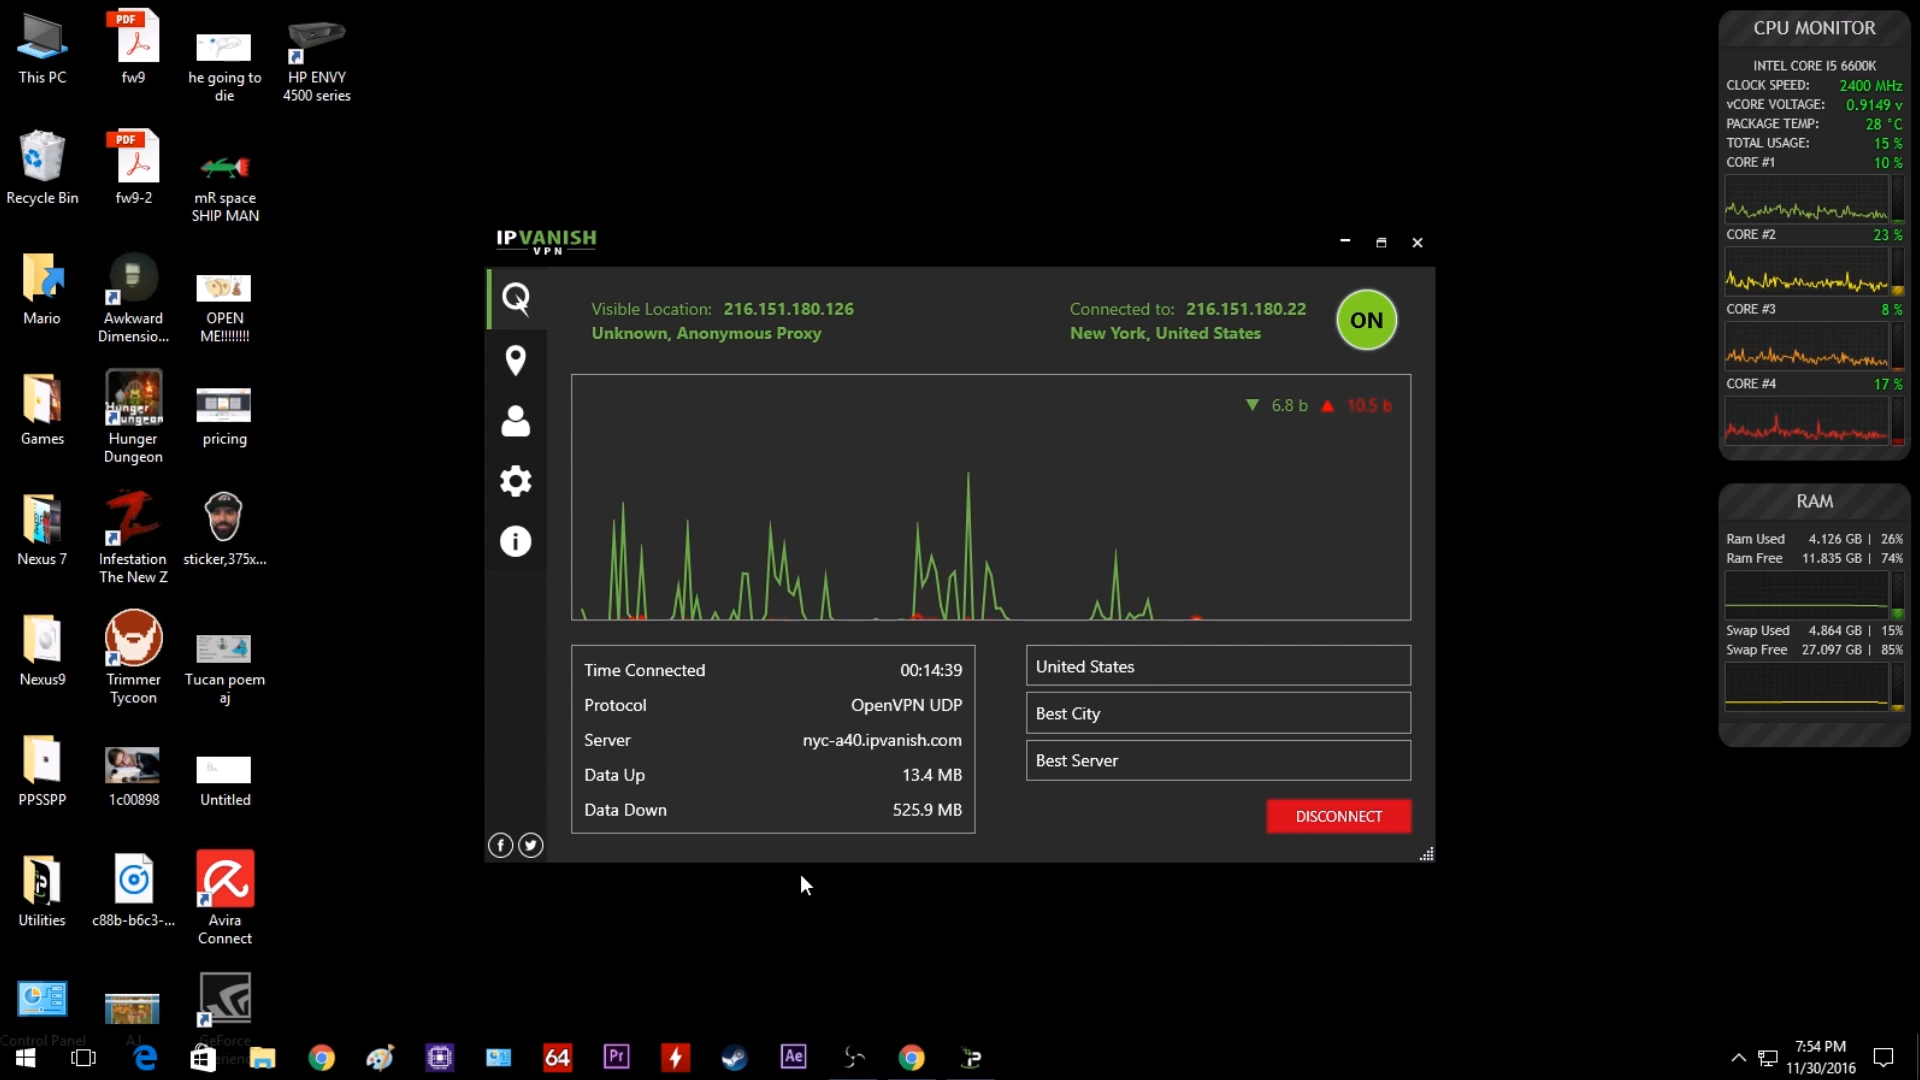 This PC
fw9
he going to
die
HP ENVY
4500 series
Recycle Bin
fw9-2
mR space
SHIP MAN
Mario
Awkward
Dimensio...
OPEN
ME!!!!!!!!
Games
Hunger
Dungeon
pricing
Nexus 7
Infestation
The New Z
sticker,375x...
Nexus9
Trimmer
Tycoon
Tucan poem
aj
PPSSPP
1c00898
Untitled
Utilities
c88b-b6c3-...
Avira
Connect
Control Panel
AJ
GeForce
PDF
PDF
Hunger
Dungeon
IPVANISH
VPN
Visible Location: 216.151.180.126
Unknown, Anonymous Proxy
Connected to: 216.151.180.22
New York, United States
ON
6.8 b 10.5 b
Time Connected 00:14:39
Protocol OpenVPN UDP
Server nyc-a40.ipvanish.com
Data Up 13.4 MB
Data Down 525.9 MB
United States
Best City
Best Server
DISCONNECT
CPU MONITOR
INTEL CORE I5 6600K
CLOCK SPEED: 2400 MHz
vCORE VOLTAGE: 0.9149 v
PACKAGE TEMP: 28 °C
TOTAL USAGE: 15 %
CORE #1 10 %
CORE #2 23 %
CORE #3 8 %
CORE #4 17 %
RAM
Ram Used 4.126 GB | 26%
Ram Free 11.835 GB | 74%
Swap Used 4.864 GB | 15%
Swap Free 27.097 GB | 85%
64
Pr
Ae
7:54 PM
11/30/2016